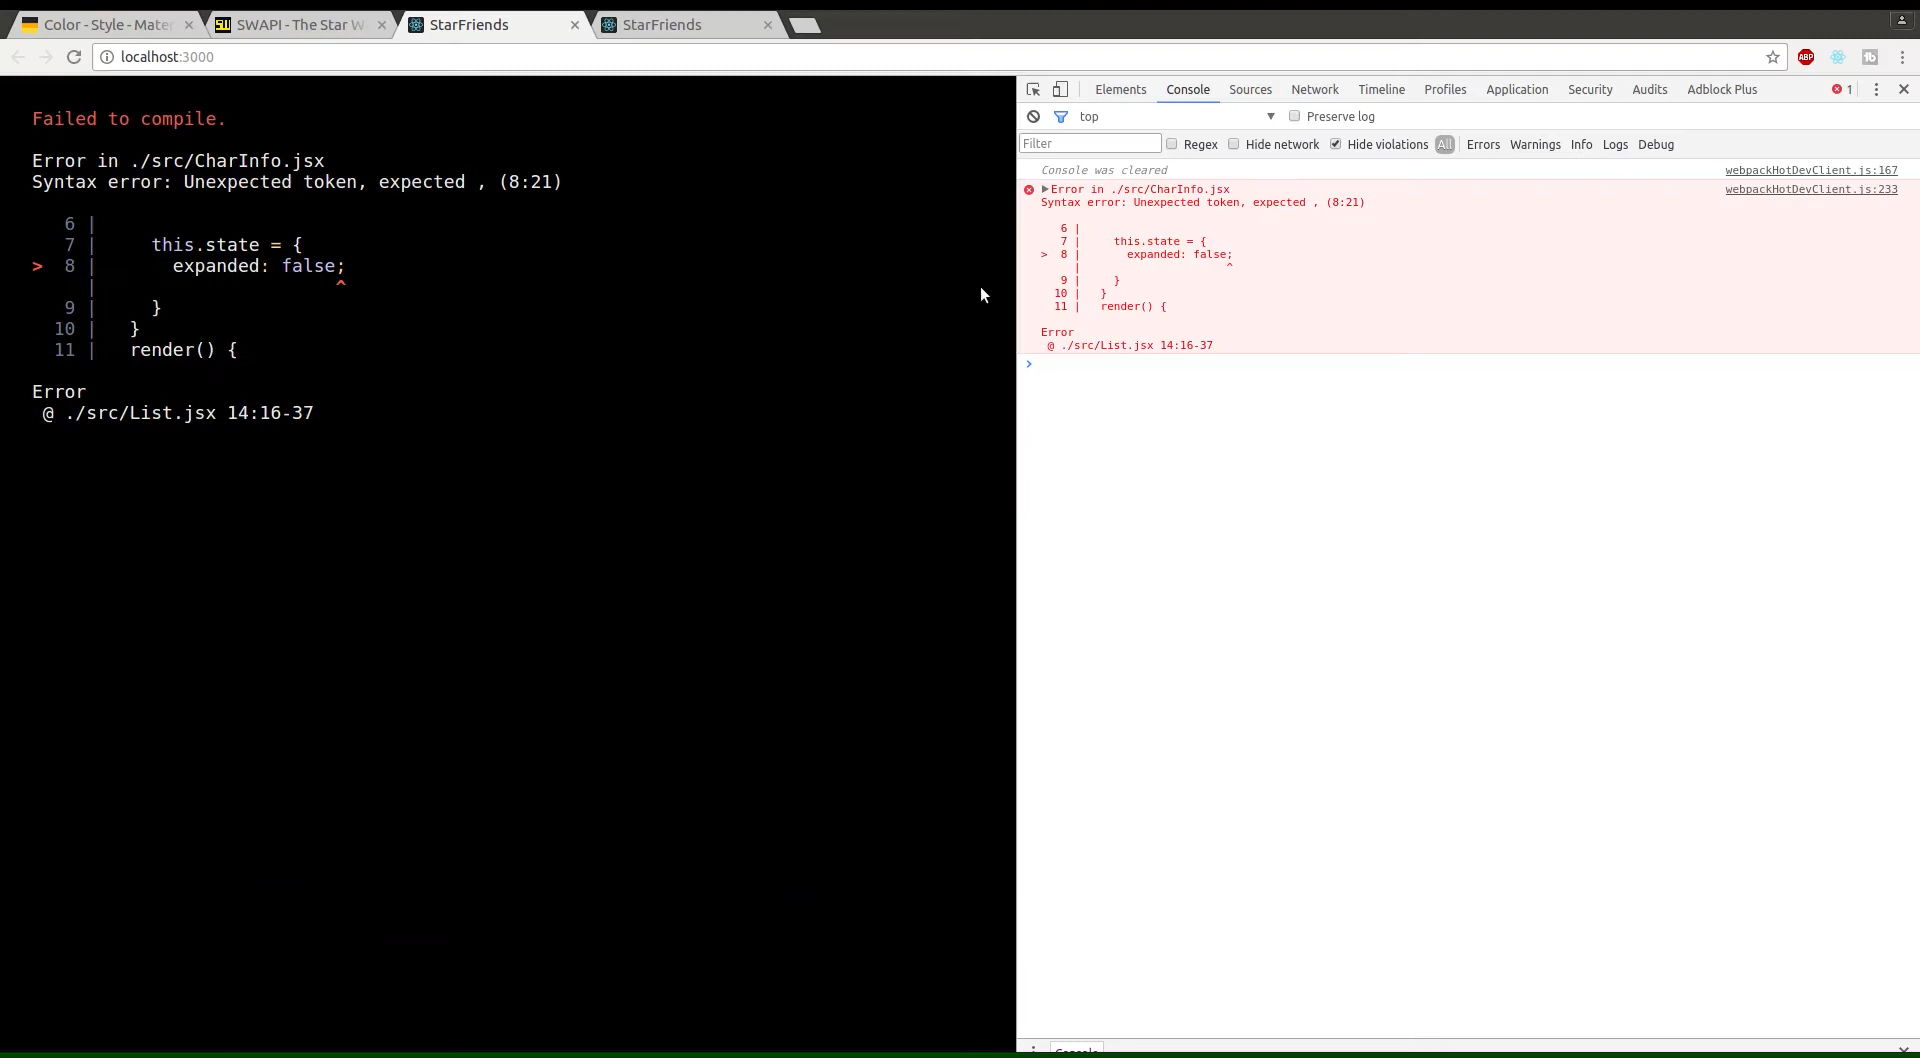 Color - Style - Mater
SWAPI - The Star W
StarFriends
StarFriends
localhost:3000
ABP
Elements Console Sources Network Timeline Profiles Application Security Audits Adblock Plus 1
top Preserve log
Filter Regex Hide network Hide violations All Errors Warnings Info Logs Debug
Failed to compile.
Error in ./src/CharInfo.jsx
Syntax error: Unexpected token, expected , (8:21)
6 |
7 |     this.state = {
> 8 |       expanded: false;
|                      ^
9 |     }
10 |   }
11 |   render() {
Error
@ ./src/List.jsx 14:16-37
Console was cleared webpackHotDevClient.js:167
Error in ./src/CharInfo.jsx webpackHotDevClient.js:233
Syntax error: Unexpected token, expected , (8:21)
6 |
7 |     this.state = {
> 8 |       expanded: false;
|                      ^
9 |     }
10 |   }
11 |   render() {
Error
@ ./src/List.jsx 14:16-37
>
Console